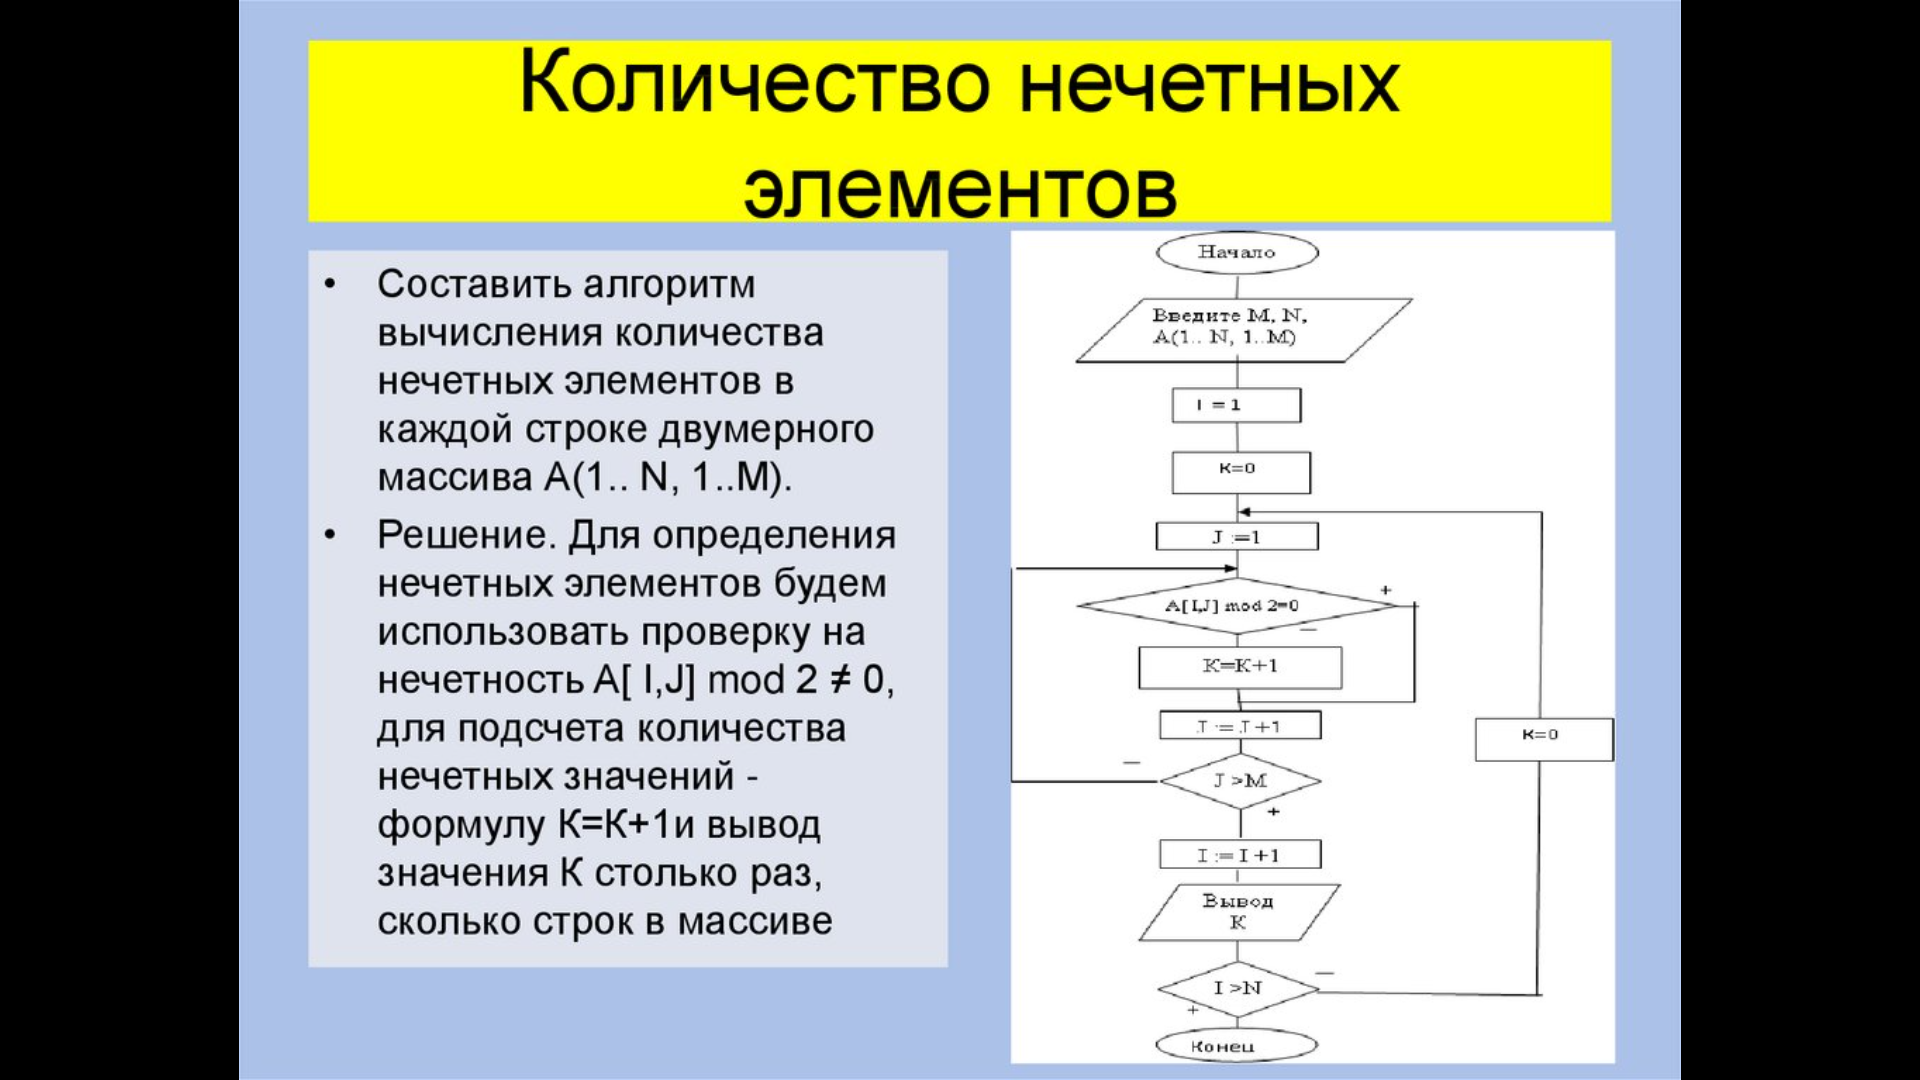 Количество нечетных
элементов
• Составить алгоритм
вычисления количества
нечетных элементов в
каждой строке двумерного
массива A(1.. N, 1..M).
• Решение. Для определения
нечетных элементов будем
использовать проверку на
нечетность A[ I,J] mod 2 ≠ 0,
для подсчета количества
нечетных значений -
формулу К=К+1и вывод
значения К столько раз,
сколько строк в массиве
Начало
Введите M, N,
A(1.. N, 1..M)
I = 1
K=0
J :=1
A[I,J] mod 2=0
+
—
K=K+1
J := J +1
K=0
—
J >M
+
I := I +1
Вывод
К
—
I >N
+
Конец